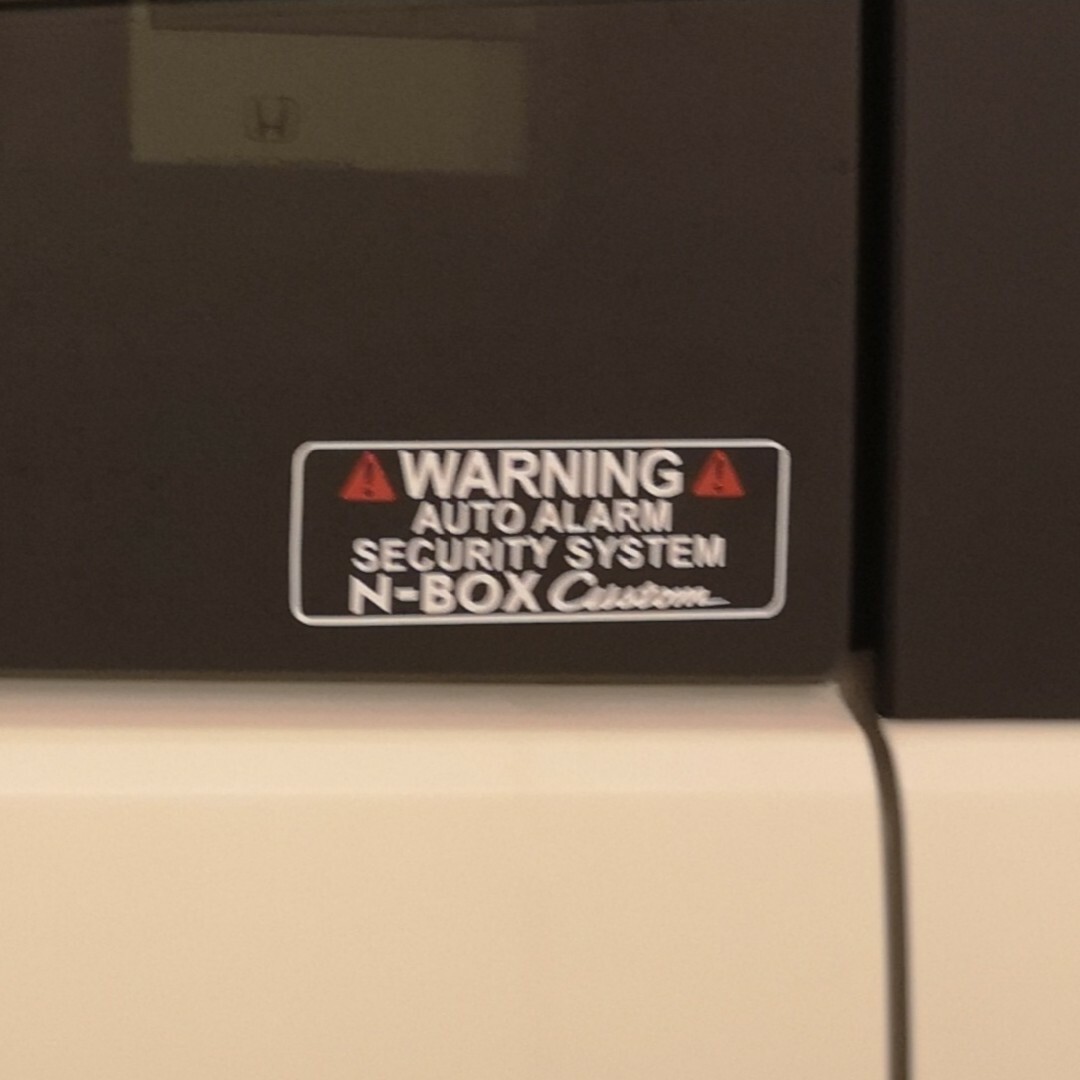 WARNING
AUTO ALARM
SECURITY SYSTEM
N-BOX Custom